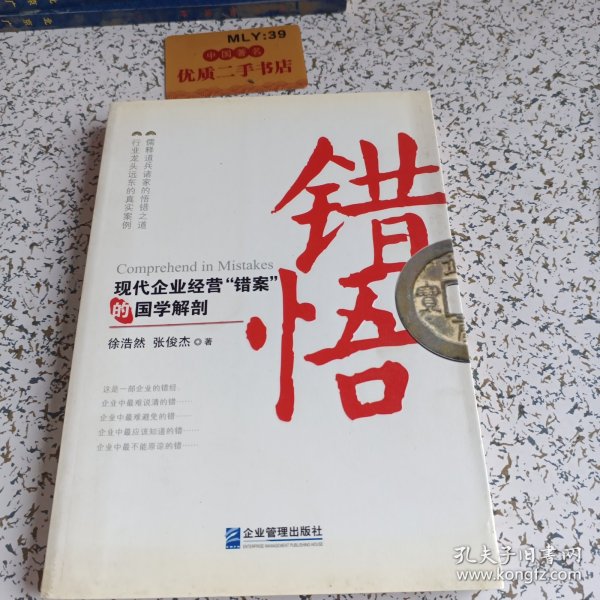 MLY:39
中国著名
优质二手书店
儒释道兵诸家的悟错之道
行业龙头远东的真实案例
错悟
Comprehend in Mistakes
现代企业经营“错案”
的国学解剖
徐浩然 张俊杰◎著
这是一部企业的错经。
企业中最难说清的错……
企业中最难避免的错……
企业中最应该知道的错……
企业中最不能原谅的错……
企业管理出版社
ENTERPRISE MANAGEMENT PUBLISHING HOUSE
孔夫子旧书网
www.kongfz.com